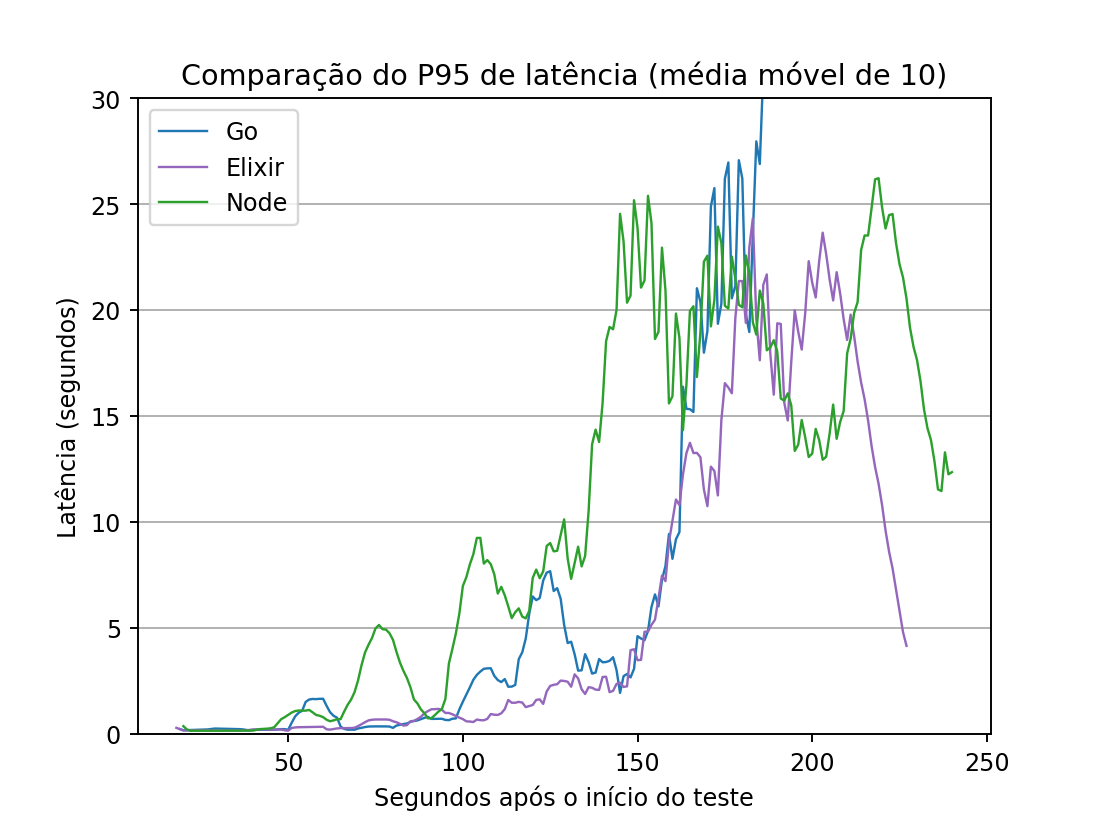 Comparação do P95 de latência (média móvel de 10)
30
25
20
15
10
5
0
Latência (segundos)
Go
Elixir
Node
50
100
150
200
250
Segundos após o início do teste